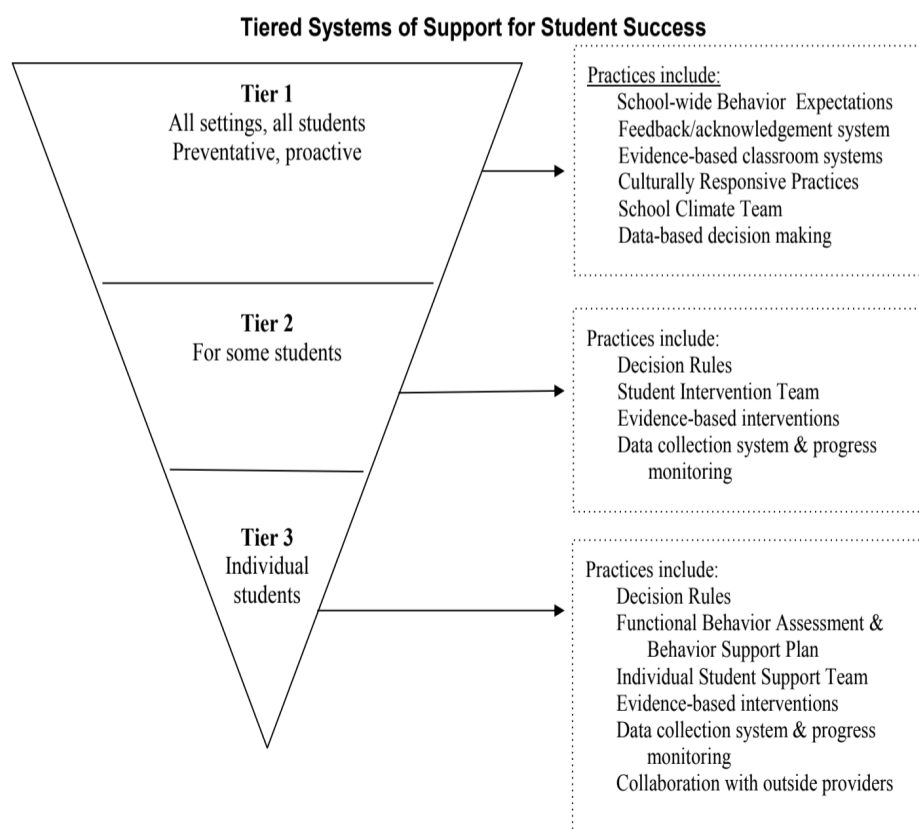 Tiered Systems of Support for Student Success
Tier 1
All settings, all students
Preventative, proactive
Practices include:
School-wide Behavior Expectations
Feedback/acknowledgement system
Evidence-based classroom systems
Culturally Responsive Practices
School Climate Team
Data-based decision making
Tier 2
For some students
Practices include:
Decision Rules
Student Intervention Team
Evidence-based interventions
Data collection system & progress
monitoring
Tier 3
Individual
students
Practices include:
Decision Rules
Functional Behavior Assessment &
Behavior Support Plan
Individual Student Support Team
Evidence-based interventions
Data collection system & progress
monitoring
Collaboration with outside providers